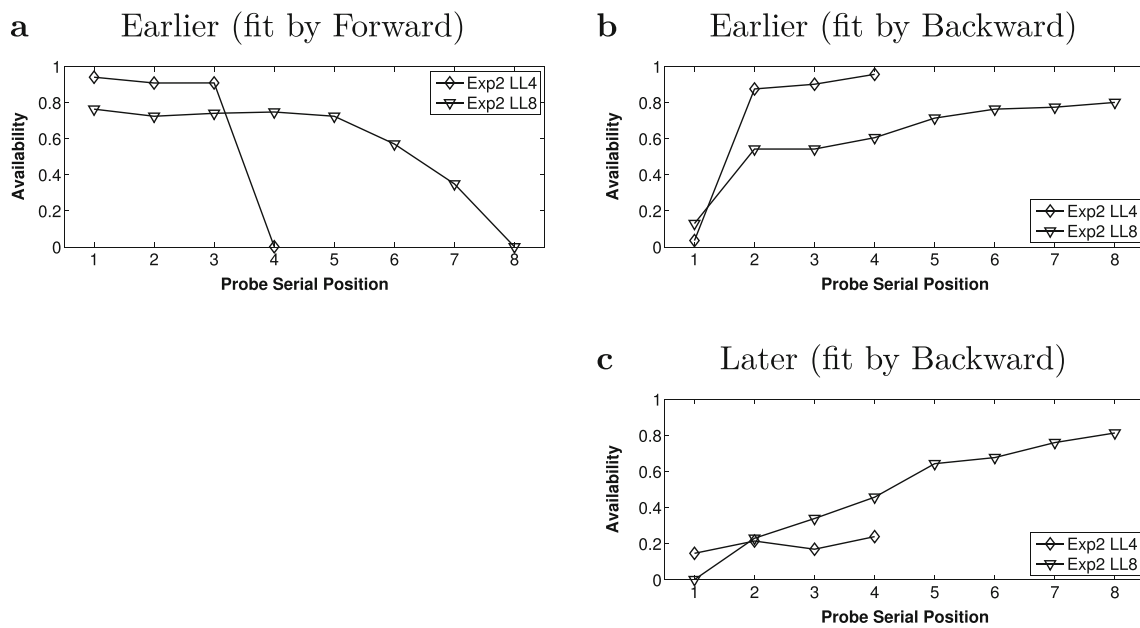 a Earlier (fit by Forward)
1
0.8
0.6
0.4
0.2
0
Availability
1 2 3 4 5 6 7 8
Probe Serial Position
Exp2 LL4
Exp2 LL8
b Earlier (fit by Backward)
1
0.8
0.6
0.4
0.2
0
Availability
1 2 3 4 5 6 7 8
Probe Serial Position
Exp2 LL4
Exp2 LL8
c Later (fit by Backward)
1
0.8
0.6
0.4
0.2
0
Availability
1 2 3 4 5 6 7 8
Probe Serial Position
Exp2 LL4
Exp2 LL8